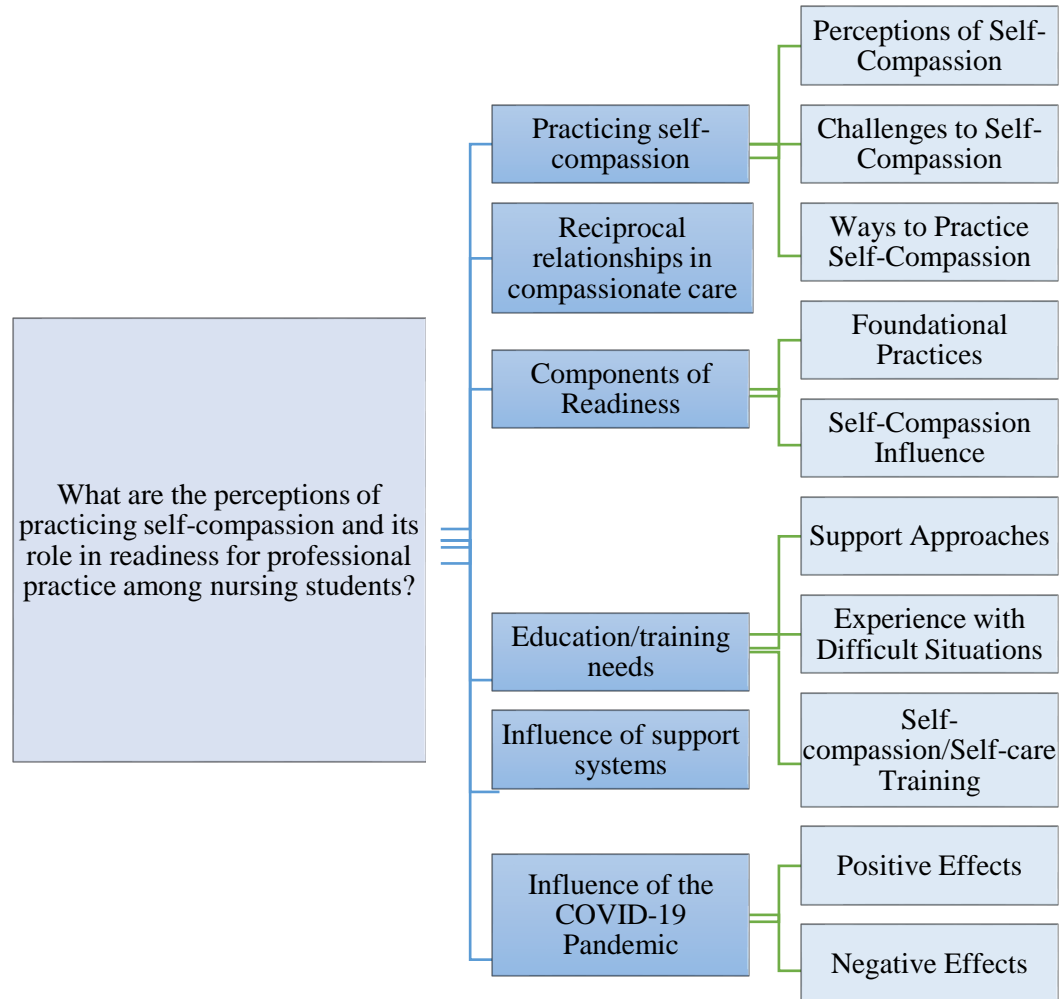 What are the perceptions of
practicing self-compassion and its
role in readiness for professional
practice among nursing students?
Practicing self-
compassion
Perceptions of Self-
Compassion
Challenges to Self-
Compassion
Ways to Practice
Self-Compassion
Reciprocal
relationships in
compassionate care
Components of
Readiness
Foundational
Practices
Self-Compassion
Influence
Education/training
needs
Support Approaches
Experience with
Difficult Situations
Self-
compassion/Self-care
Training
Influence of support
systems
Influence of the
COVID-19
Pandemic
Positive Effects
Negative Effects